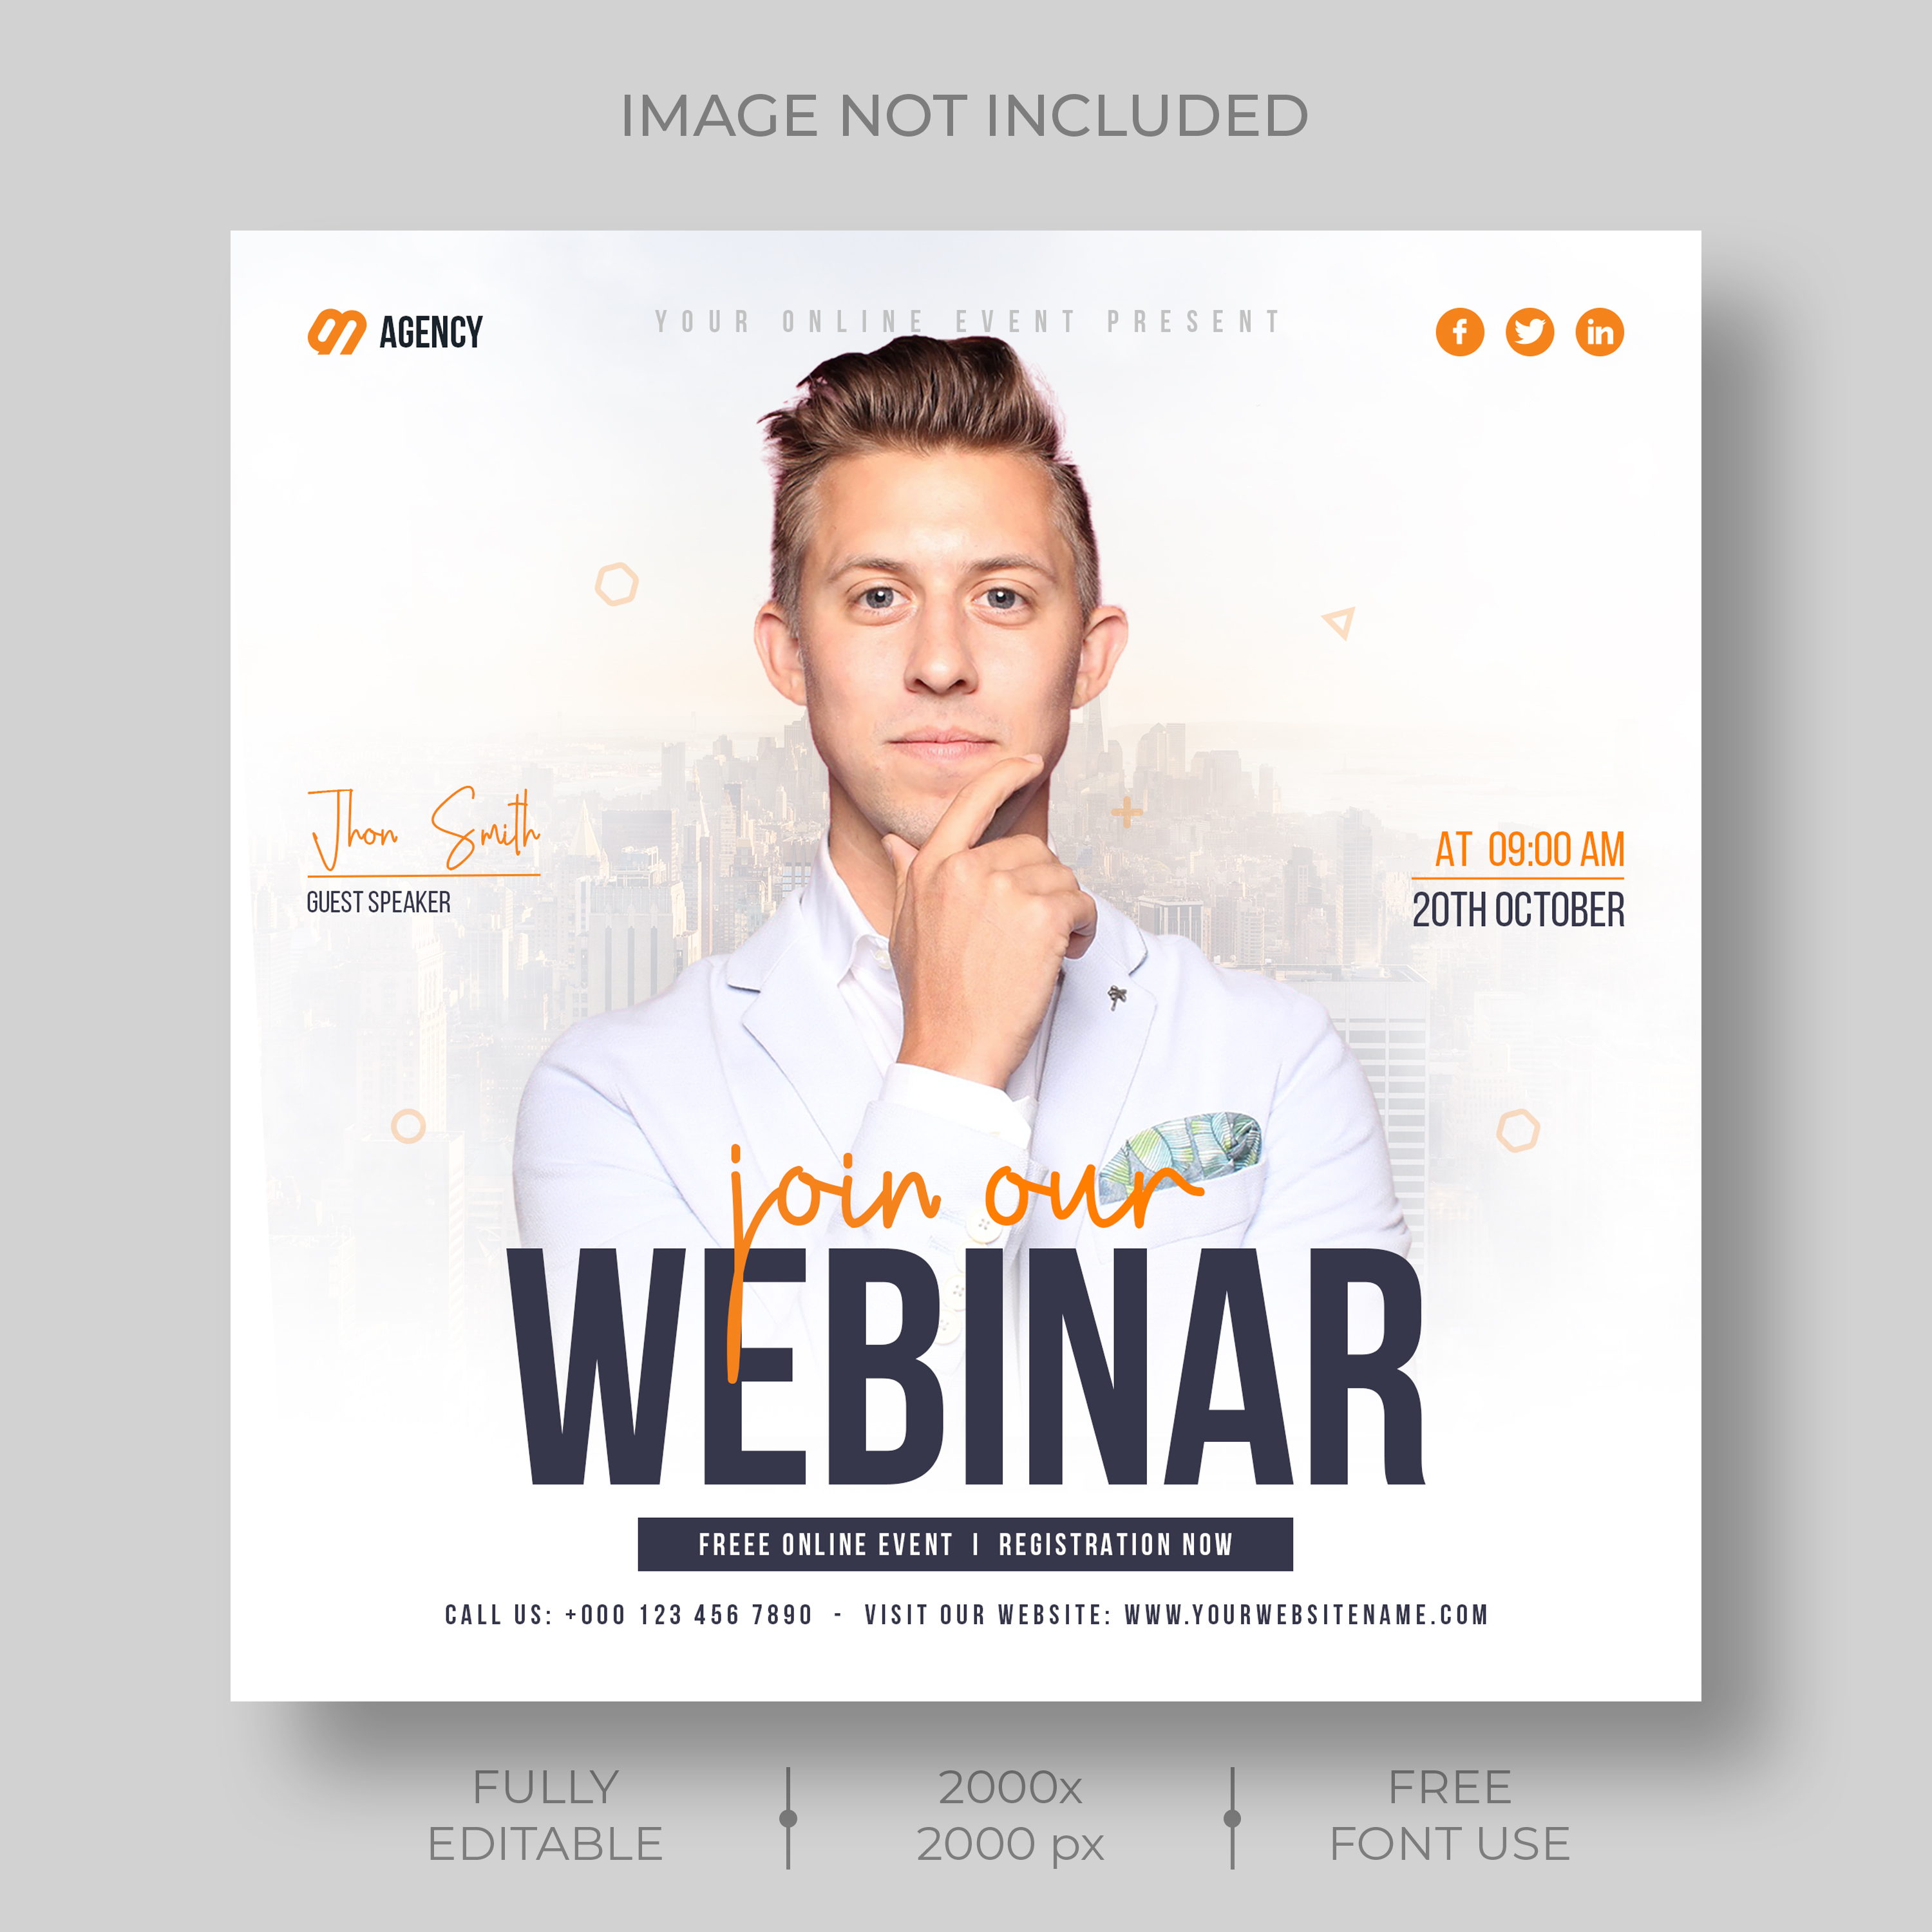 IMAGE NOT INCLUDED
AGENCY
YOUR ONLINE EVENT PRESENT
f
in
Jhon Smith
GUEST SPEAKER
AT 09:00 AM
20TH OCTOBER
join our
WEBINAR
FREEE ONLINE EVENT I REGISTRATION NOW
CALL US: +000 123 456 7890 - VISIT OUR WEBSITE: WWW.YOURWEBSITENAME.COM
FULLY
EDITABLE
2000x
2000 px
FREE
FONT USE